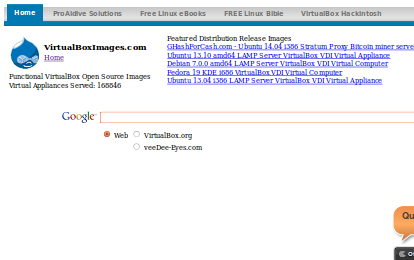 Home ProAldive Solutions Free Linux eBooks FREE Linux Bible VirtualBox Hackintosh
Featured Distribution Release Images
GHashForCash.com - Ubuntu 14.04 i386 Stratum Proxy Bitcoin miner serve
VirtualBoxImages.com
Home
Ubuntu 13.10 amd64 LAMP Server VirtualBox VDI Virtual Appliance
Debian 7.0.0 amd64 LAMP Server VirtualBox VDI Virtual Computer
Fedora 19 KDE i686 VirtualBox VDI Virtual Computer
Ubuntu 13.04 i386 LAMP Server VirtualBox VDI Virtual Appliance
Functional VirtualBox Open Source Images
Virtual Appliances Served: 168846
Google
Web VirtualBox.org
veeDee-Eyes.com
Qu